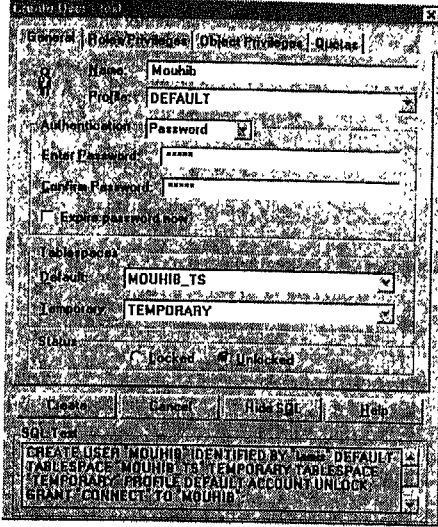 Create User
General Roles/Privileges Object Privileges Quotas
Name: Mouhib
Profile: DEFAULT
Authentication: Password
Enter Password: *****
Confirm Password: *****
Expire password now
Tablespaces
Default: MOUHIB_TS
Temporary: TEMPORARY
Status
Locked Unlocked
Create Cancel Hide SQL Help
SQL Text
CREATE USER "MOUHIB" IDENTIFIED BY "*****" DEFAULT
TABLESPACE "MOUHIB_TS" TEMPORARY TABLESPACE
"TEMPORARY" PROFILE DEFAULT ACCOUNT UNLOCK;
GRANT "CONNECT" TO "MOUHIB"